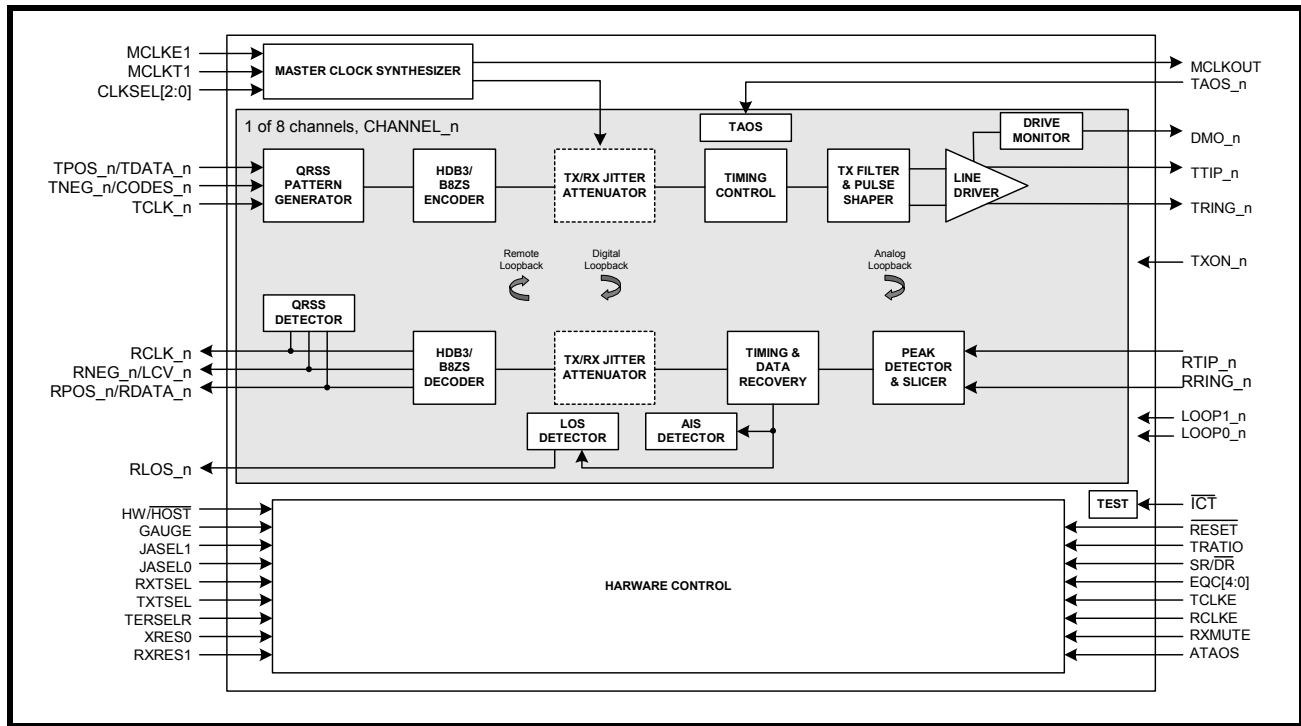 MCLKE1
MCLKT1
CLKSEL[2:0]
MASTER CLOCK SYNTHESIZER
MCLKOUT
TAOS_n
1 of 8 channels, CHANNEL_n
TAOS
DRIVE
MONITOR
DMO_n
TPOS_n/TDATA_n
TNEG_n/CODES_n
TCLK_n
QRSS
PATTERN
GENERATOR
HDB3/
B8ZS
ENCODER
TX/RX JITTER
ATTENUATOR
TIMING
CONTROL
TX FILTER
& PULSE
SHAPER
LINE
DRIVER
TTIP_n
TRING_n
Remote
Loopback
Digital
Loopback
Analog
Loopback
TXON_n
QRSS
DETECTOR
RCLK_n
RNEG_n/LCV_n
RPOS_n/RDATA_n
HDB3/
B8ZS
DECODER
TX/RX JITTER
ATTENUATOR
TIMING &
DATA
RECOVERY
PEAK
DETECTOR
& SLICER
RTIP_n
RRING_n
LOS
DETECTOR
AIS
DETECTOR
LOOP1_n
LOOP0_n
RLOS_n
TEST
ICT
HW/HOST
GAUGE
JASEL1
JASEL0
RXTSEL
TXTSEL
TERSELR
XRES0
RXRES1
HARWARE CONTROL
RESET
TRATIO
SR/DR
EQC[4:0]
TCLKE
RCLKE
RXMUTE
ATAOS